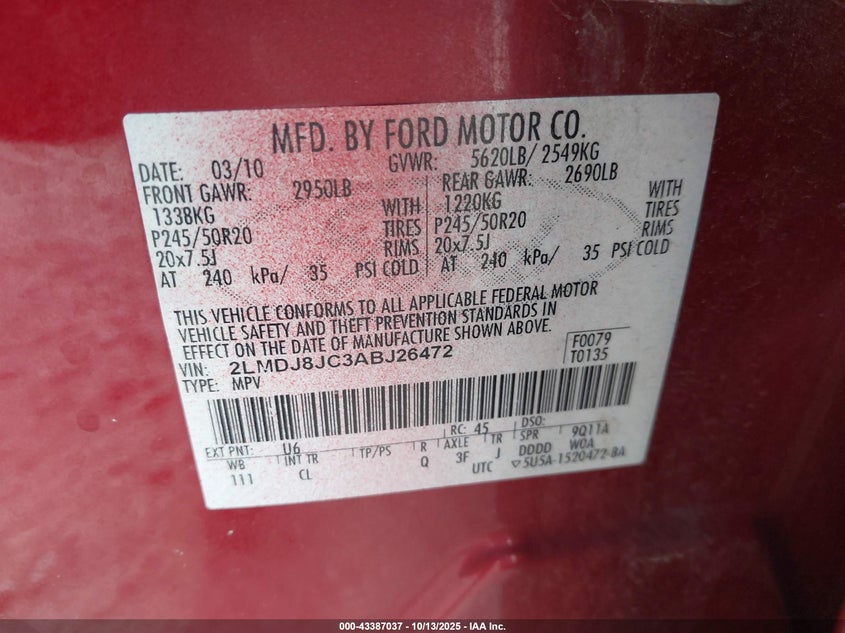 MFD. BY FORD MOTOR CO.
DATE: 03/10 GVWR: 5620LB/ 2549KG
FRONT GAWR: 2950LB REAR GAWR: 2690LB
1338KG WITH 1220KG WITH
P245/50R20 TIRES P245/50R20 TIRES
20x7.5J RIMS 20x7.5J RIMS
AT 240 kPa/ 35 PSI COLD AT 240 kPa/ 35 PSI COLD
THIS VEHICLE CONFORMS TO ALL APPLICABLE FEDERAL MOTOR
VEHICLE SAFETY AND THEFT PREVENTION STANDARDS IN
EFFECT ON THE DATE OF MANUFACTURE SHOWN ABOVE.
VIN: 2LMDJ8JC3ABJ26472
TYPE: MPV
F0079
T0135
EXT PNT: U6 RC: 45 DSO:
WB INT TR TP/PS R AXLE TR SPR 9Q11A
111 CL Q 3F J DDDD WOA
UTC ▽5U5A-1520472-BA
000-43387037 | 10/13/2025 | IAA Inc.